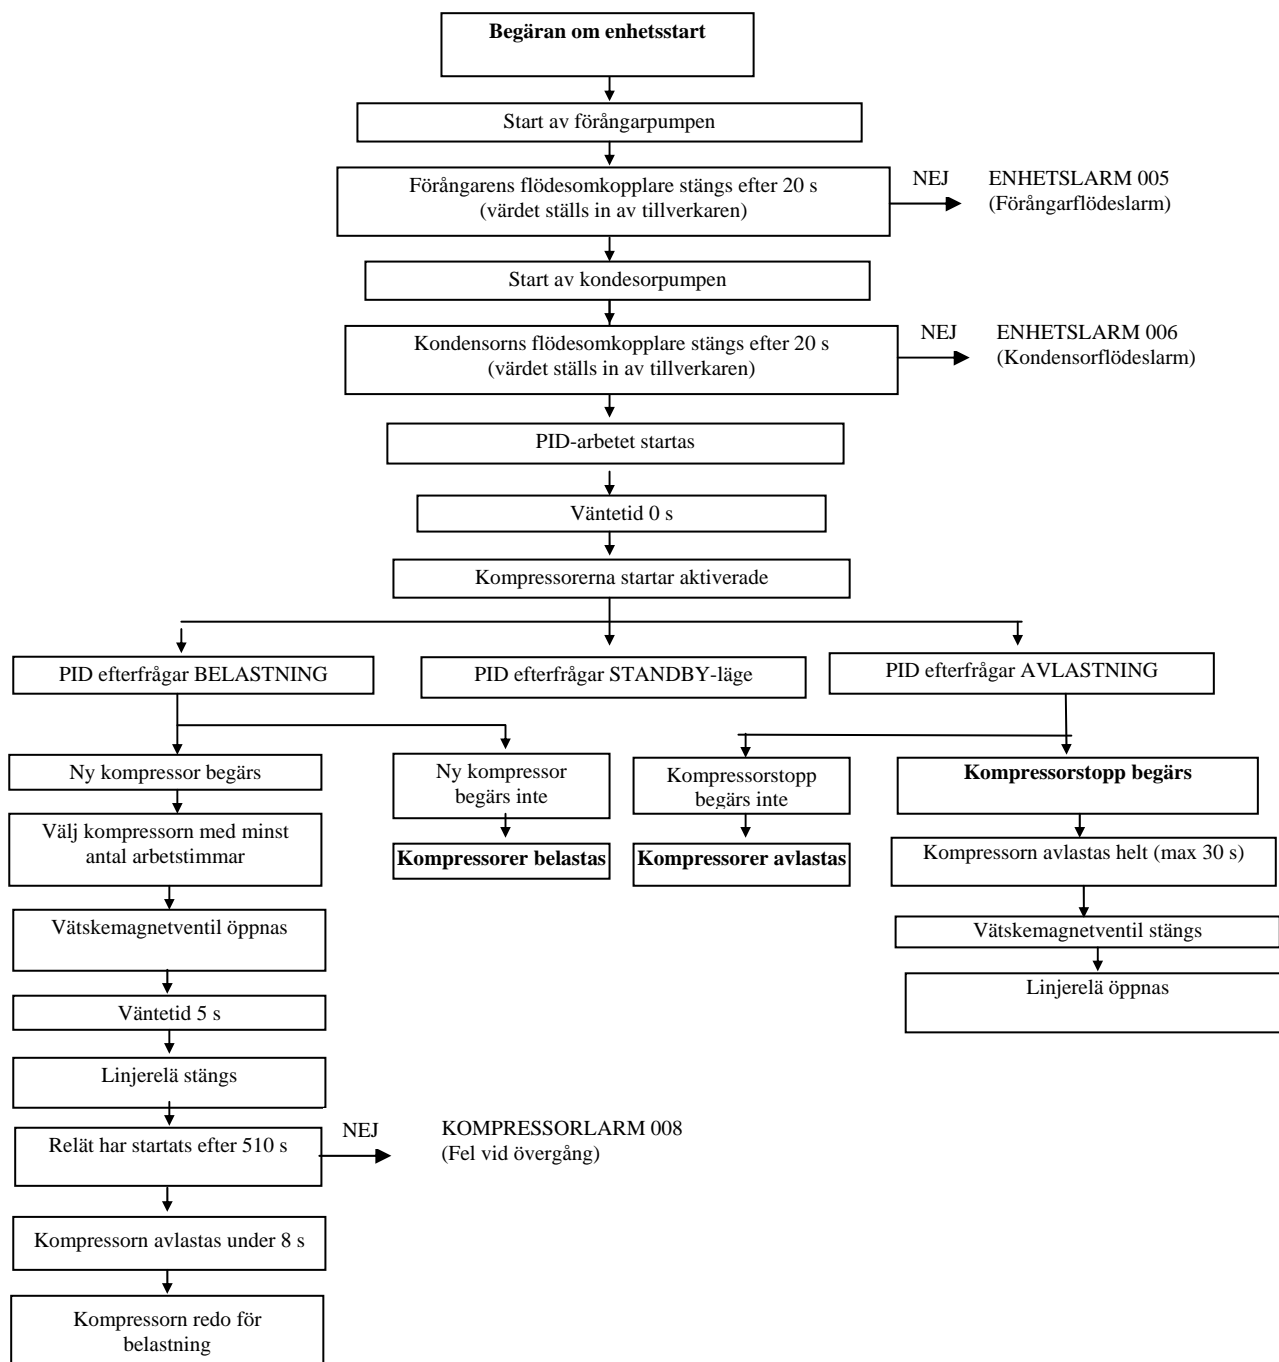 Begäran om enhetsstart
Start av förångarpumpen
Förångarens flödesomkopplare stängs efter 20 s
(värdet ställs in av tillverkaren)
NEJ
ENHETSLARM 005
(Förångarflödeslarm)
Start av kondesorpumpen
Kondensorns flödesomkopplare stängs efter 20 s
(värdet ställs in av tillverkaren)
NEJ
ENHETSLARM 006
(Kondensorflödeslarm)
PID-arbetet startas
Väntetid 0 s
Kompressorerna startar aktiverade
PID efterfrågar BELASTNING
PID efterfrågar STANDBY-läge
PID efterfrågar AVLASTNING
Ny kompressor begärs
Ny kompressor
begärs inte
Kompressorstopp
begärs inte
Kompressorstopp begärs
Välj kompressorn med minst
antal arbetstimmar
Kompressorer belastas
Kompressorer avlastas
Kompressorn avlastas helt (max 30 s)
Vätskemagnetventil öppnas
Vätskemagnetventil stängs
Linjerelä öppnas
Väntetid 5 s
Linjerelä stängs
Relät har startats efter 510 s
NEJ
KOMPRESSORLARM 008
(Fel vid övergång)
Kompressorn avlastas under 8 s
Kompressorn redo för
belastning